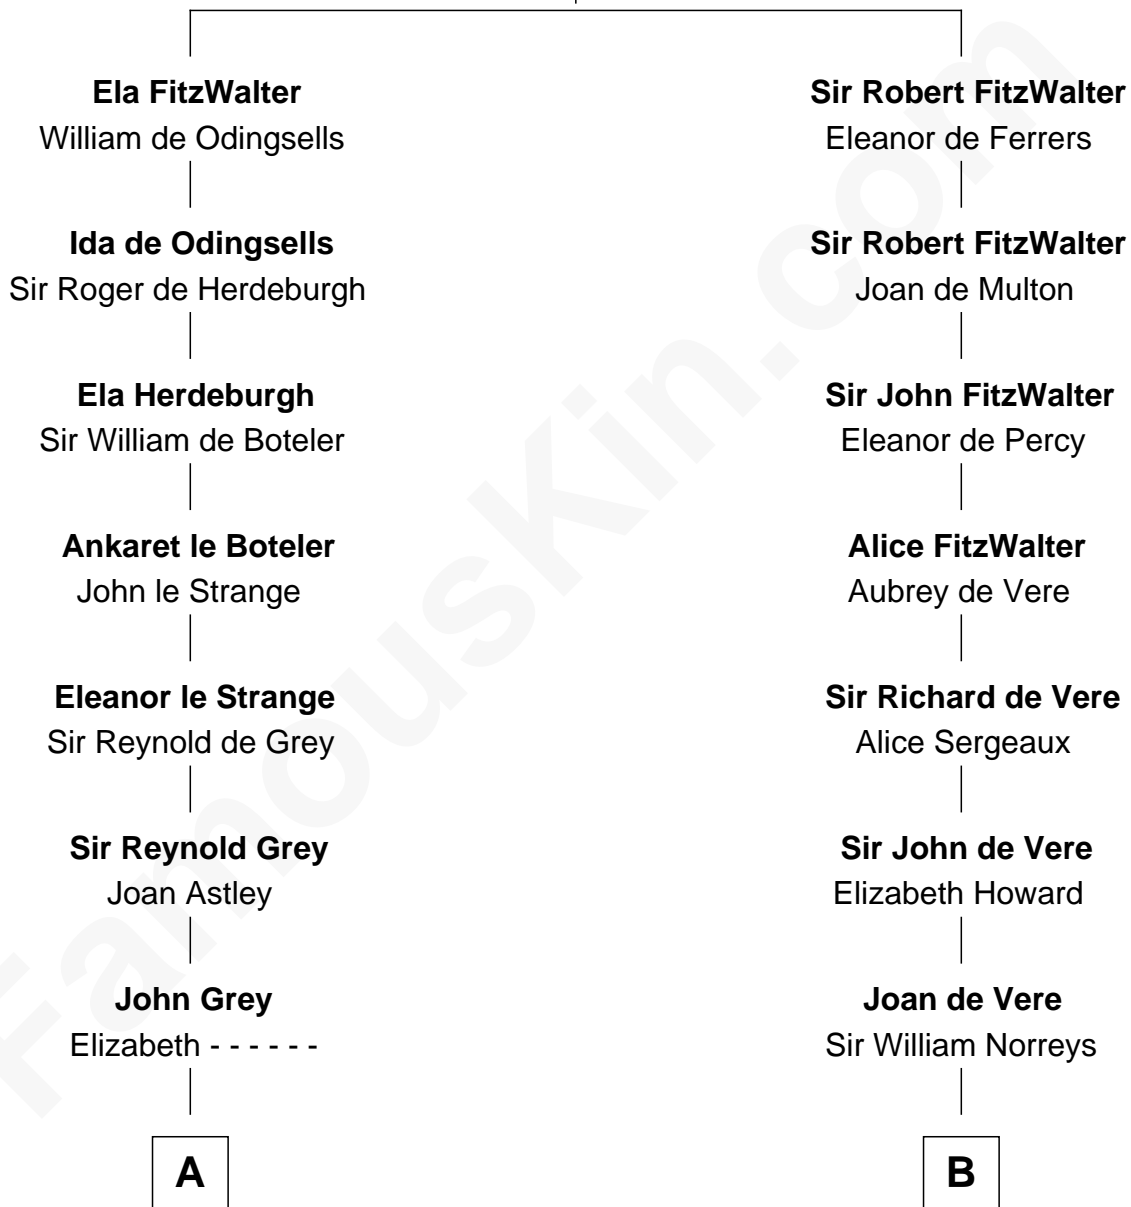 Ela FitzWalter
William de Odingsells
Sir Robert FitzWalter
Eleanor de Ferrers
Ida de Odingsells
Sir Roger de Herdeburgh
Sir Robert FitzWalter
Joan de Multon
Ela Herdeburgh
Sir William de Boteler
Sir John FitzWalter
Eleanor de Percy
Ankaret le Boteler
John le Strange
Alice FitzWalter
Aubrey de Vere
Eleanor le Strange
Sir Reynold de Grey
Sir Richard de Vere
Alice Sergeaux
Sir Reynold Grey
Joan Astley
Sir John de Vere
Elizabeth Howard
John Grey
Elizabeth - - - - - -
Joan de Vere
Sir William Norreys
A
B
FamousKin.com